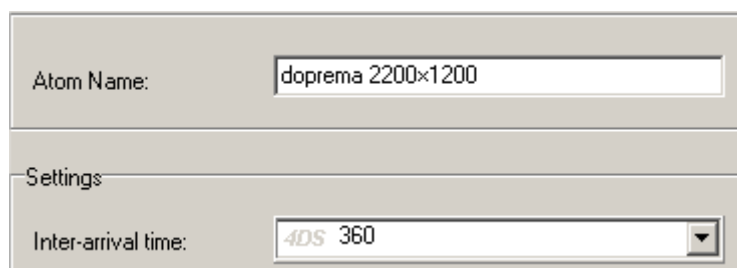 Atom Name: doprema 2200×1200
Settings
Inter-arrival time: 4DS 360